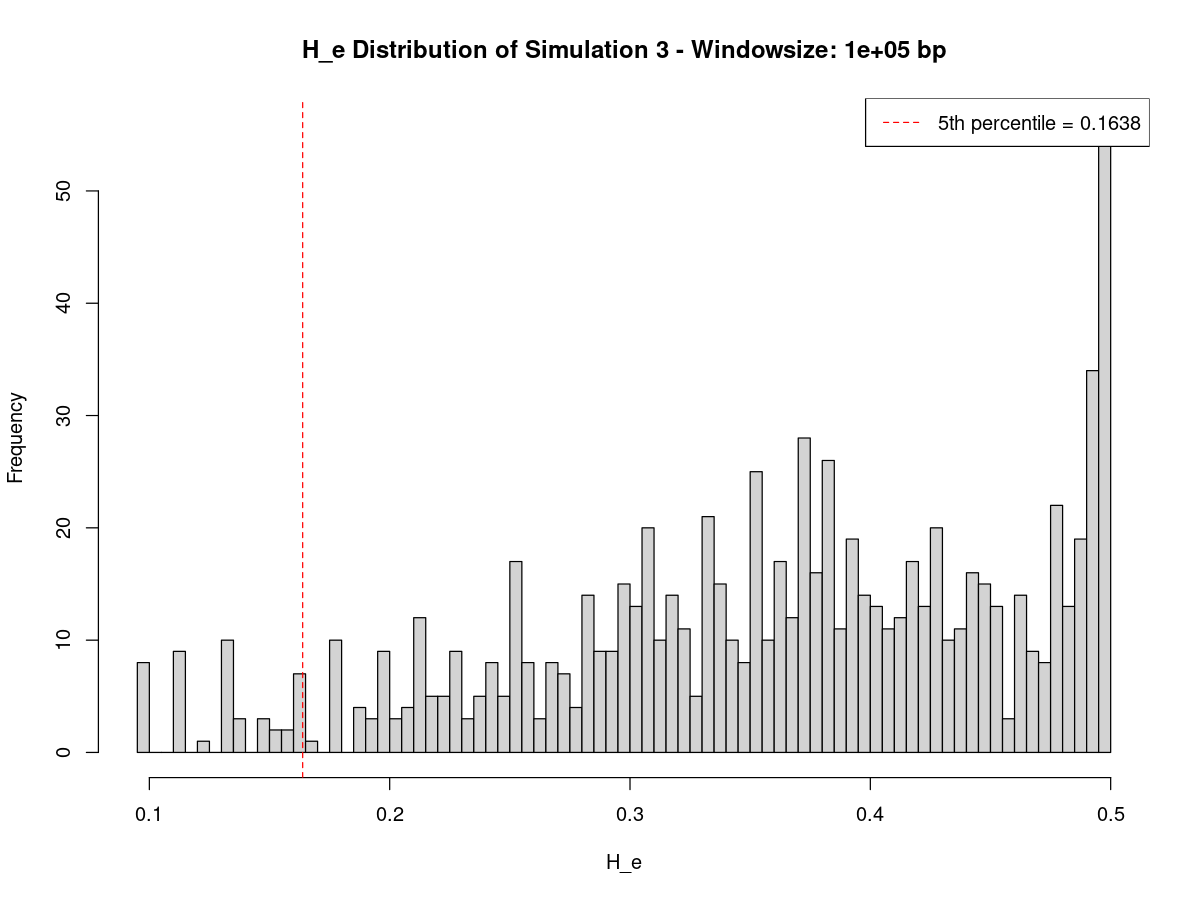 H_e Distribution of Simulation 3 - Windowsize: 1e+05 bp
5th percentile = 0.1638
Frequency
50
40
30
20
10
0
0.1 0.2 0.3 0.4 0.5
H_e